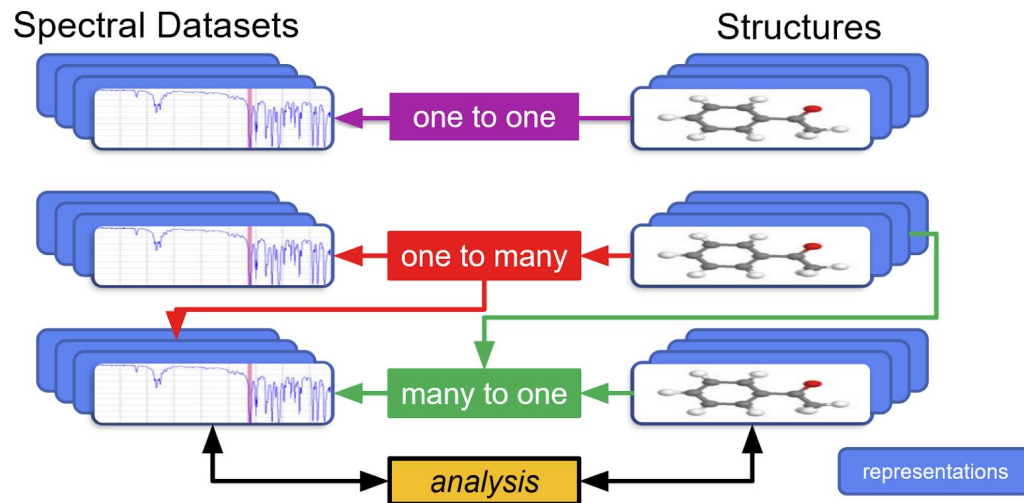 Spectral Datasets
Structures
one to one
one to many
many to one
analysis
representations